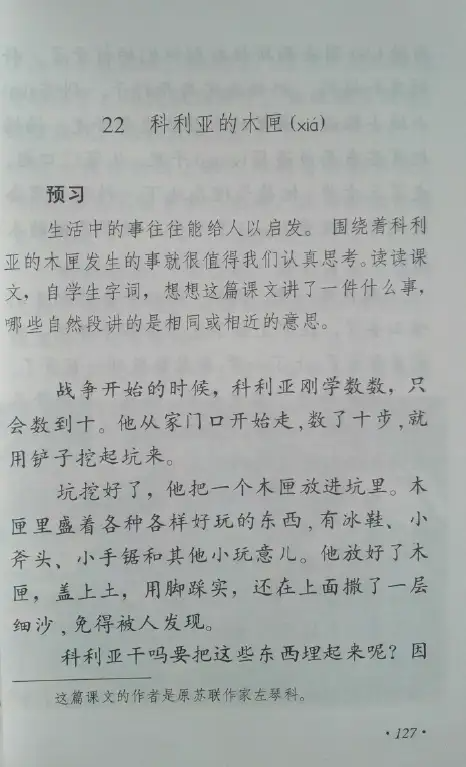 22 科利亚的木匣(xiá)
预习
生活中的事往往能给人以启发。围绕着科利
亚的木匣发生的事就很值得我们认真思考。读读课
文，自学生字词，想想这篇课文讲了一件什么事，
哪些自然段讲的是相同或相近的意思。
战争开始的时候，科利亚刚学数数，只
会数到十。他从家门口开始走，数了十步，就
用铲子挖起坑来。
坑挖好了，他把一个木匣放进坑里。木
匣里盛着各种各样好玩的东西，有冰鞋、小
斧头、小手锯和其他小玩意儿。他放好了木
匣，盖上土，用脚踩实，还在上面撒了一层
细沙，免得被人发现。
科利亚干吗要把这些东西埋起来呢？因
这篇课文的作者是原苏联作家左琴科。
·127·